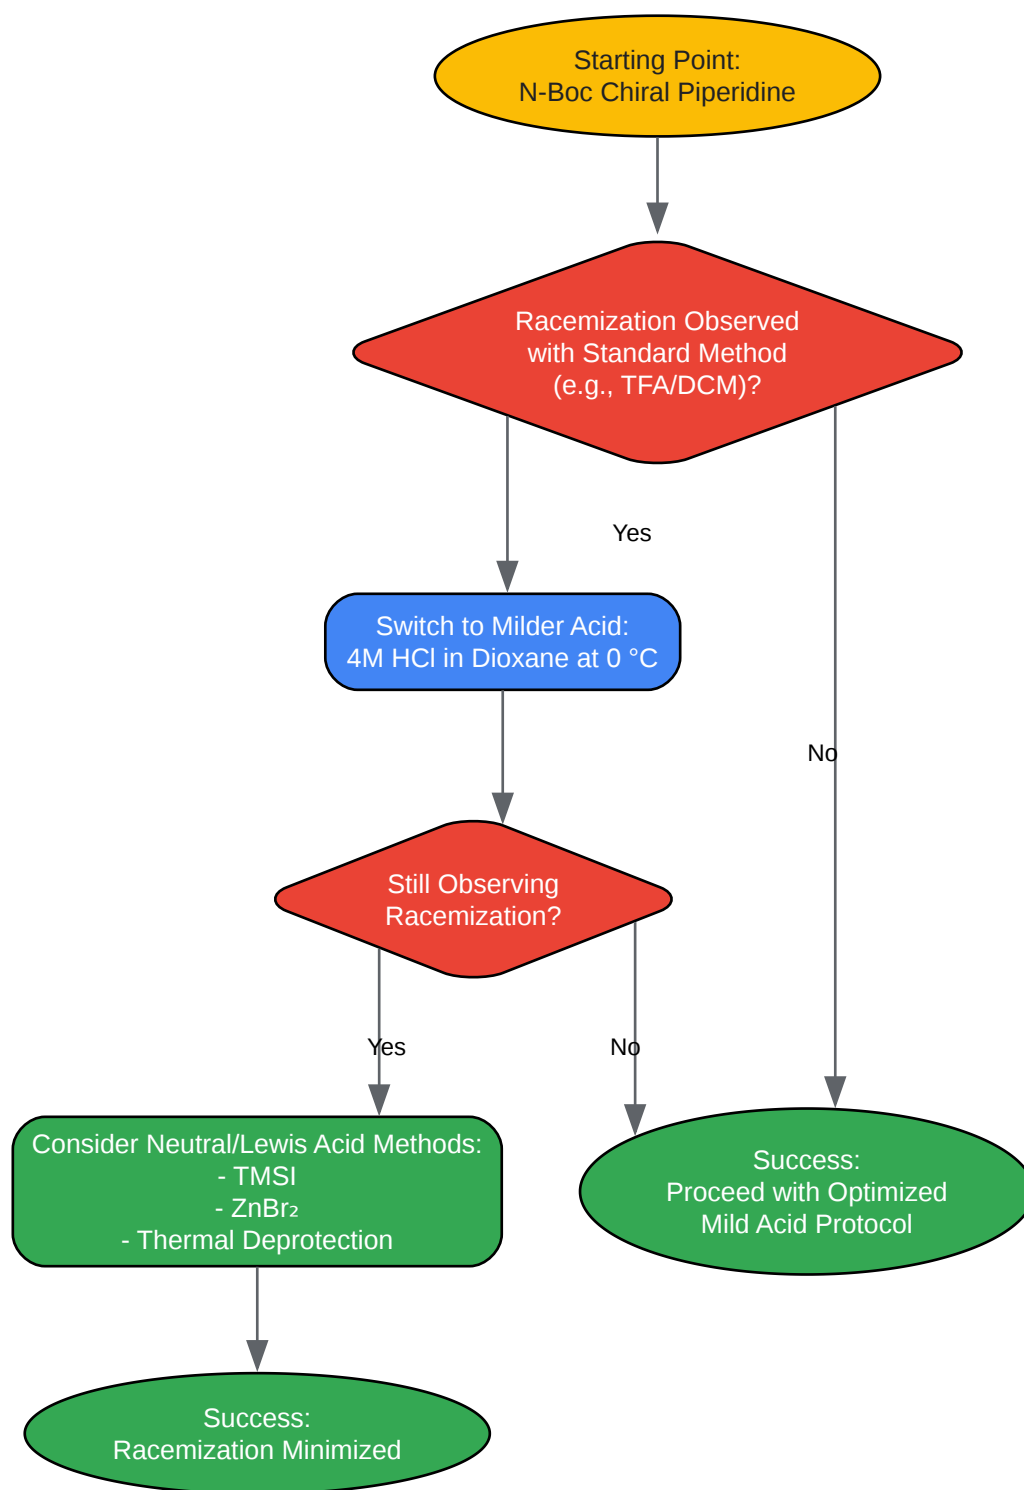 Starting Point:
N-Boc Chiral Piperidine
Racemization Observed
with Standard Method
(e.g., TFA/DCM)?
Yes
Switch to Milder Acid:
4M HCl in Dioxane at 0 °C
No
Still Observing
Racemization?
Yes
No
Consider Neutral/Lewis Acid Methods:
- TMSI
- ZnBr₂
- Thermal Deprotection
Success:
Proceed with Optimized
Mild Acid Protocol
Success:
Racemization Minimized